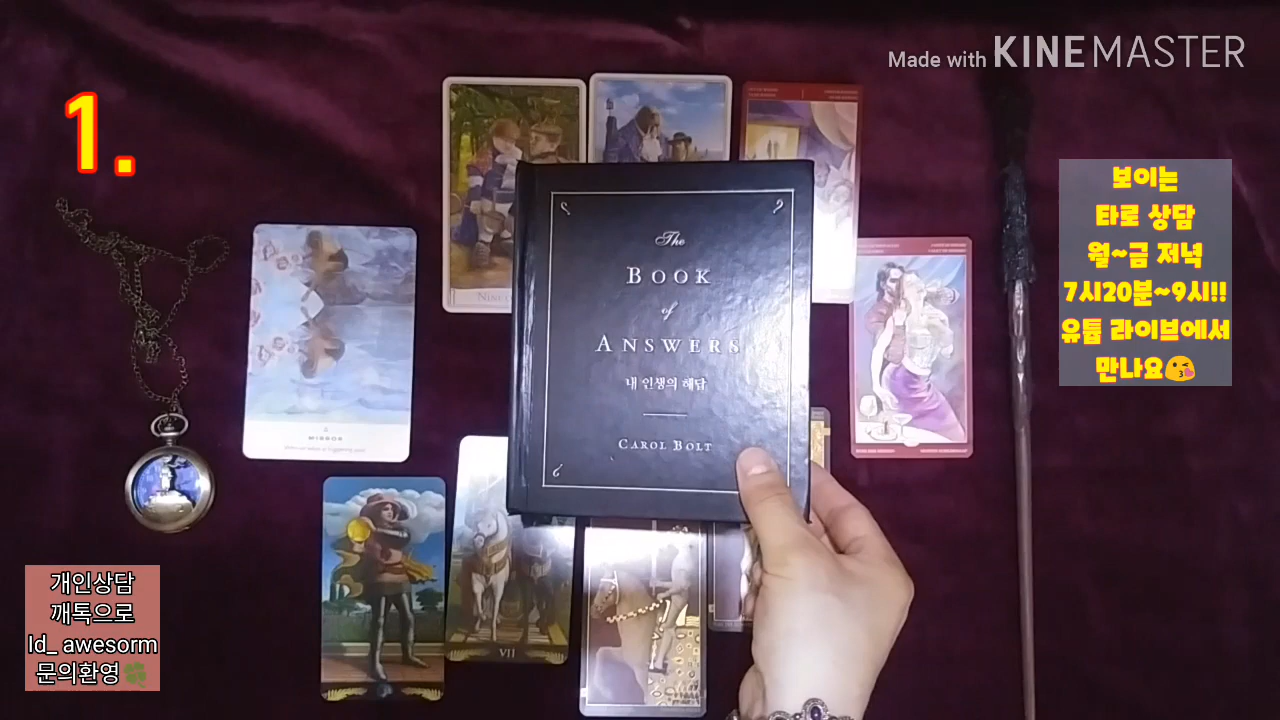 Made with KINEMASTER
1.
보이는
타로 상담
월~금 저녁
7시20분~9시!!
유튭 라이브에서
만나요😘
The
BOOK
of
ANSWERS
내 인생의 해답
CAROL BOLT
MIRROR
VII
개인상담
깨톡으로
Id_ awesorm
문의환영🍀